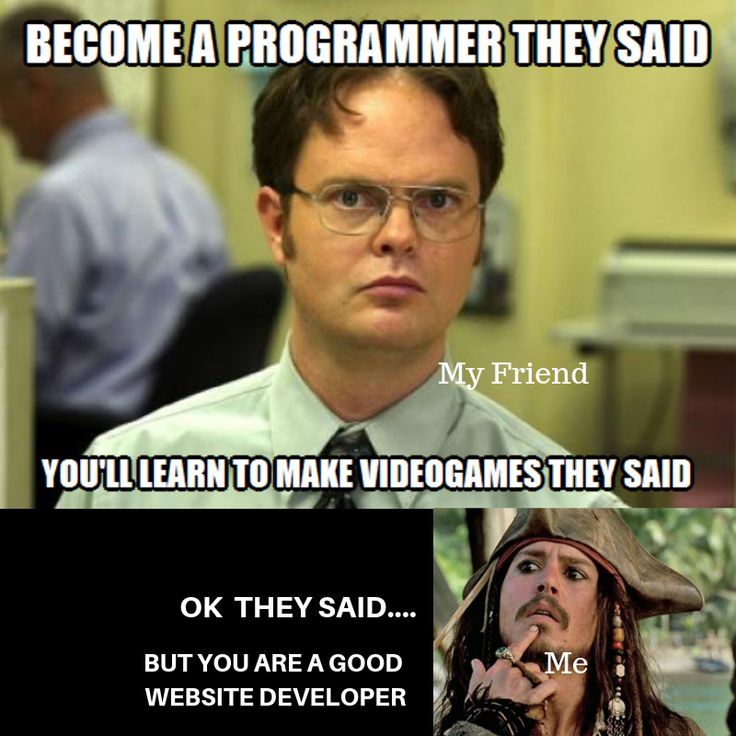 BECOME A PROGRAMMER THEY SAID
My Friend
YOU'LL LEARN TO MAKE VIDEOGAMES THEY SAID
OK THEY SAID....
BUT YOU ARE A GOOD
WEBSITE DEVELOPER
Me